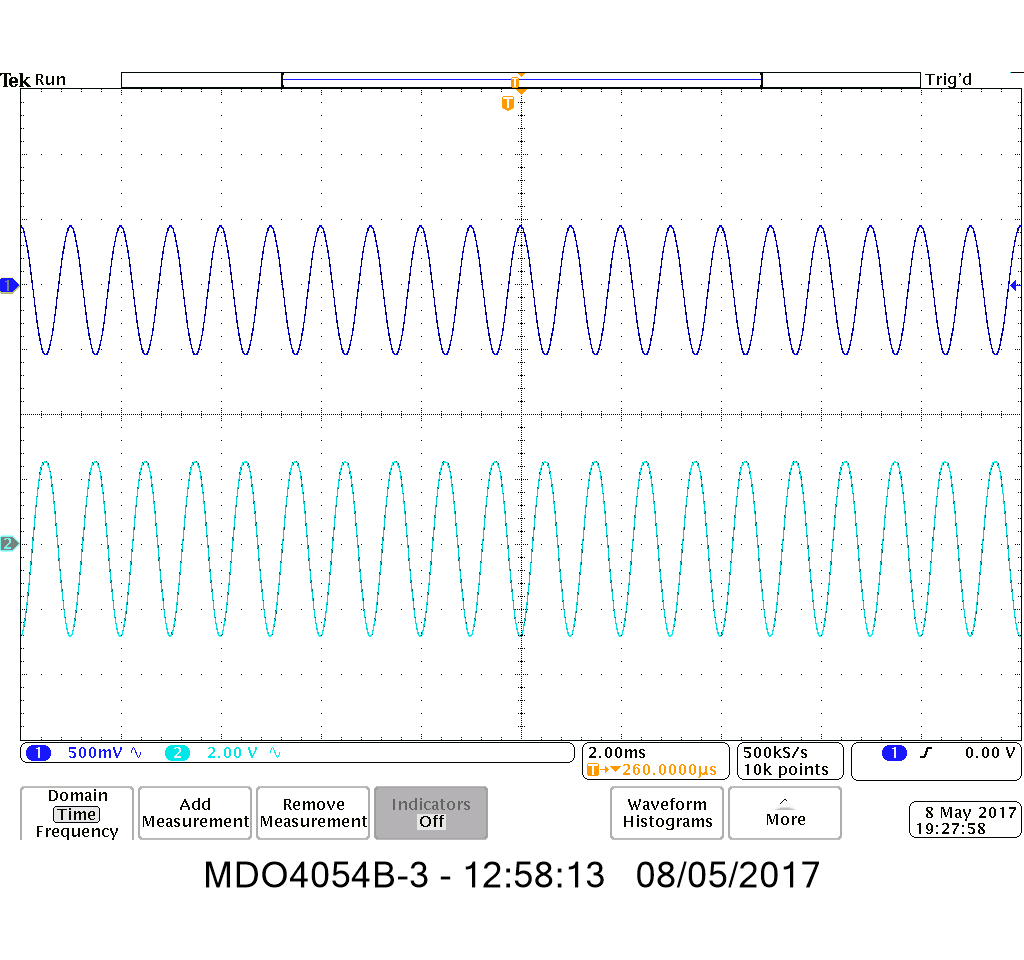 Tek Run Trig'd
T
T
1
2
1 500mV 2 2.00 V
2.00ms
T→▼260.0000µs
500KS/s
10k points
1 0.00 V
Domain
Time
Frequency
Add
Measurement
Remove
Measurement
Indicators
Off
Waveform
Histograms
More
8 May 2017
19:27:58
MDO4054B-3 - 12:58:13 08/05/2017